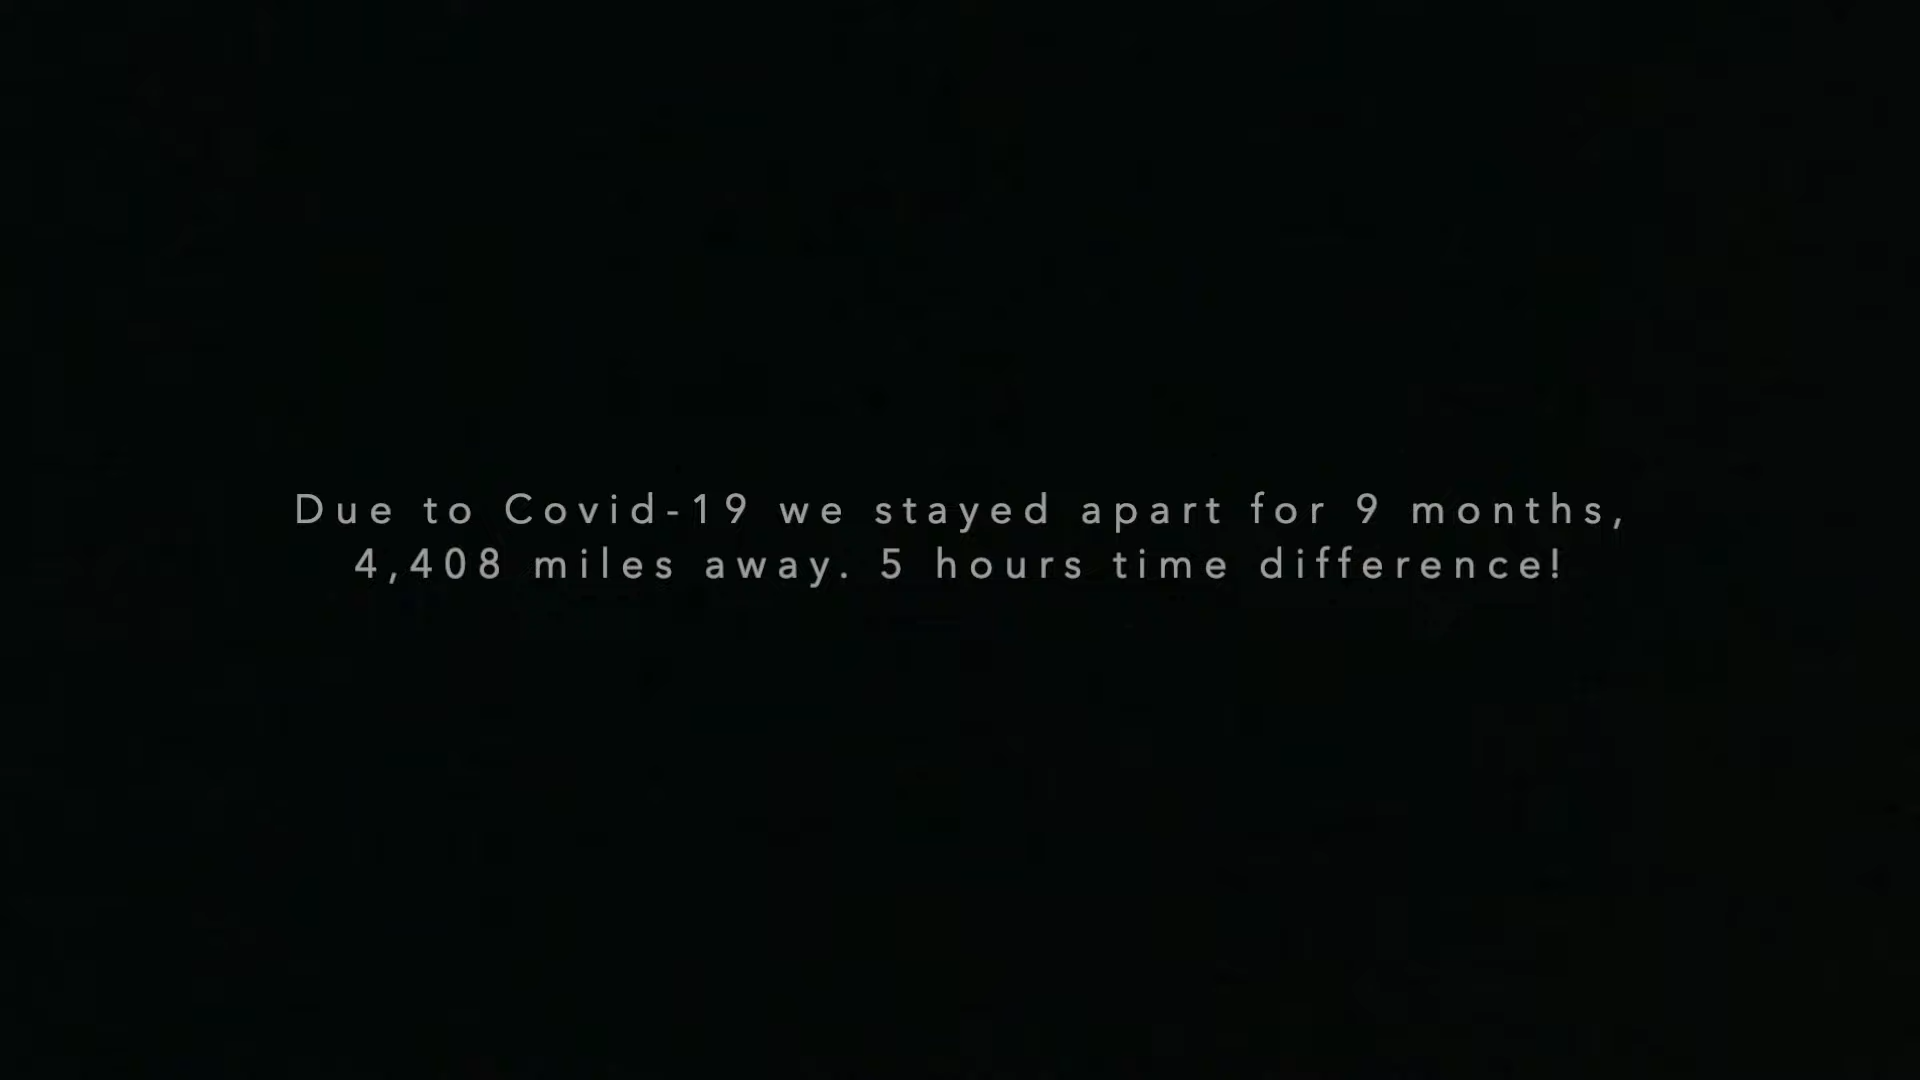 Due to Covid-19 we stayed apart for 9 months,
4,408 miles away. 5 hours time difference!